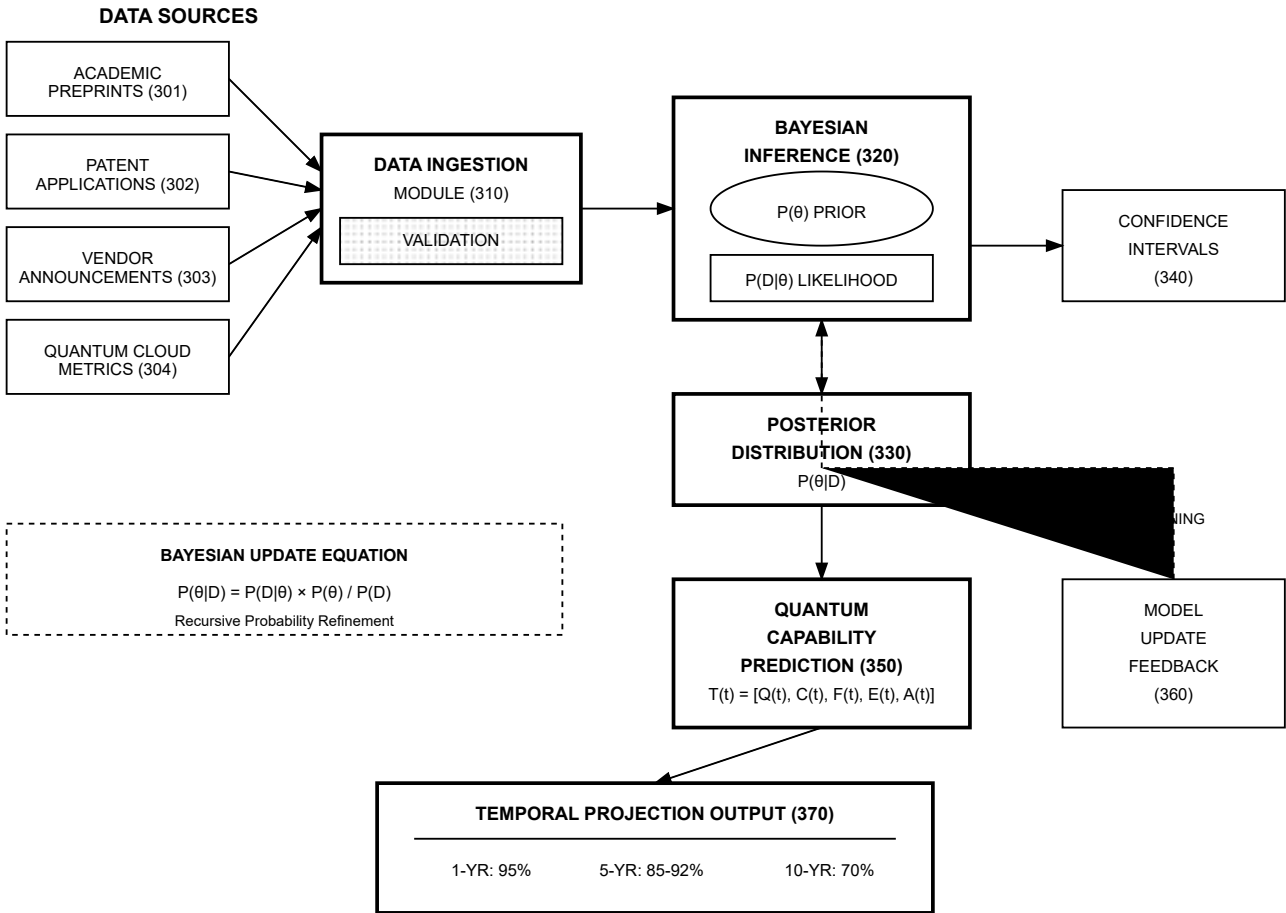 DATA SOURCES
ACADEMIC
PREPRINTS (301)
PATENT
APPLICATIONS (302)
VENDOR
ANNOUNCEMENTS (303)
QUANTUM CLOUD
METRICS (304)
DATA INGESTION
MODULE (310)
VALIDATION
BAYESIAN
INFERENCE (320)
P(θ) PRIOR
P(D|θ) LIKELIHOOD
CONFIDENCE
INTERVALS
(340)
POSTERIOR
DISTRIBUTION (330)
P(θ|D)
BAYESIAN UPDATE EQUATION
P(θ|D) = P(D|θ) × P(θ) / P(D)
Recursive Probability Refinement
QUANTUM
CAPABILITY
PREDICTION (350)
T(t) = [Q(t), C(t), F(t), E(t), A(t)]
MODEL
UPDATE
FEEDBACK
(360)
TEMPORAL PROJECTION OUTPUT (370)
1-YR: 95%
5-YR: 85-92%
10-YR: 70%